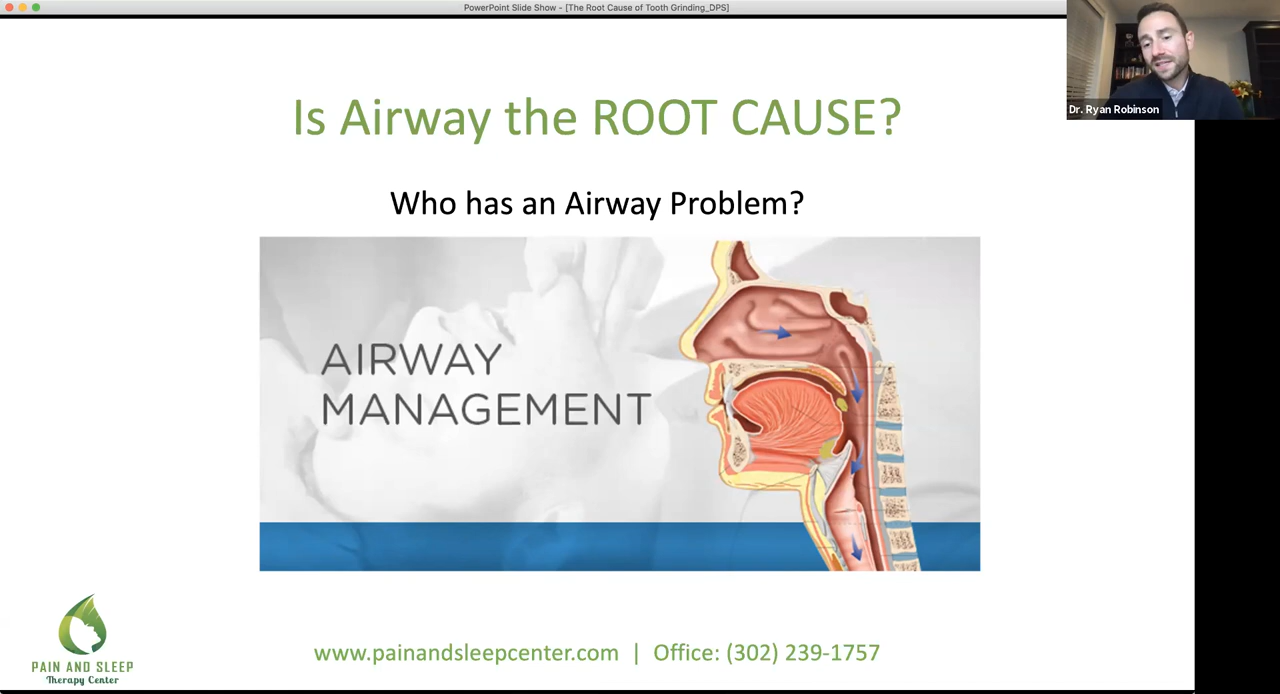 PowerPoint Slide Show - [The Root Cause of Tooth Grinding_DPS]
Dr. Ryan Robinson
Is Airway the ROOT CAUSE?
Who has an Airway Problem?
AIRWAY
MANAGEMENT
PAIN AND SLEEP
Therapy Center
www.painandsleepcenter.com | Office: (302) 239-1757